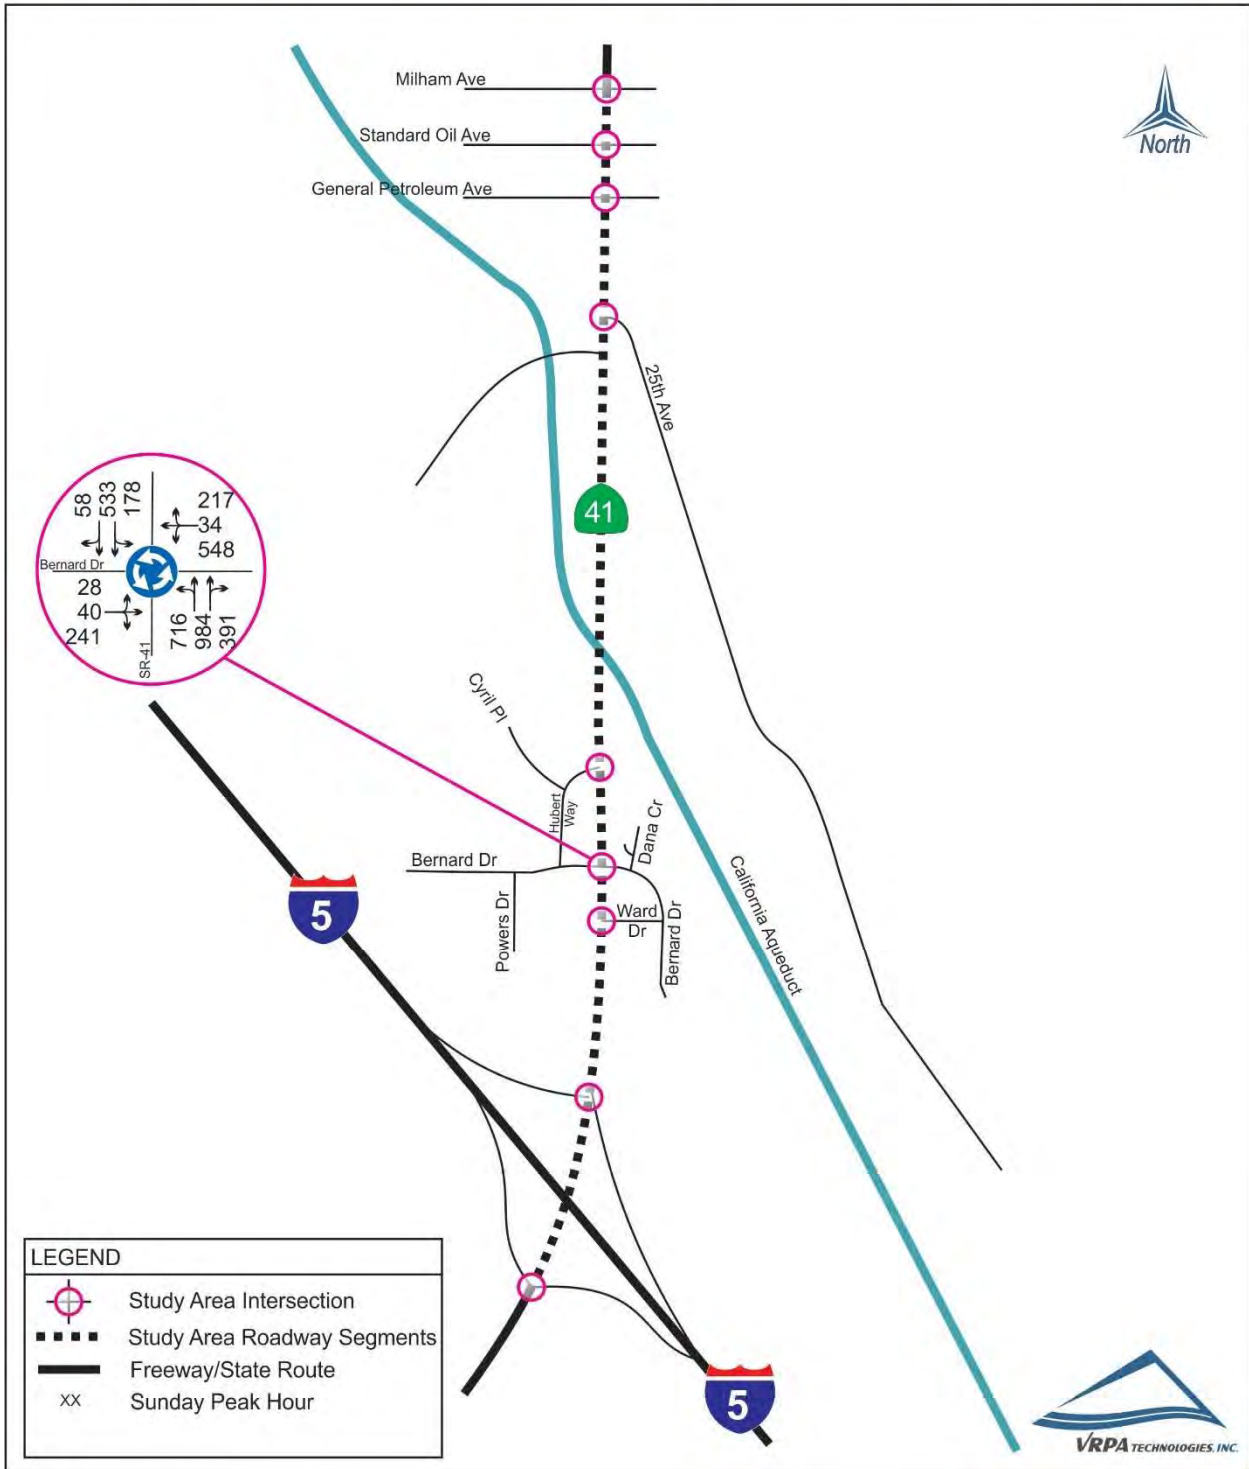 Milham Ave
Standard Oil Ave
General Petroleum Ave
North
25th Ave
41
58
533
178
217
34
548
Bernard Dr
28
40
241
716
984
391
SR-41
Cyril Pl
Hubert
Way
Dana Cr
Bernard Dr
Powers Dr
Ward
Dr
Bernard Dr
California Aqueduct
5
LEGEND
Study Area Intersection
Study Area Roadway Segments
Freeway/State Route
XX Sunday Peak Hour
5
VRPA TECHNOLOGIES, INC.